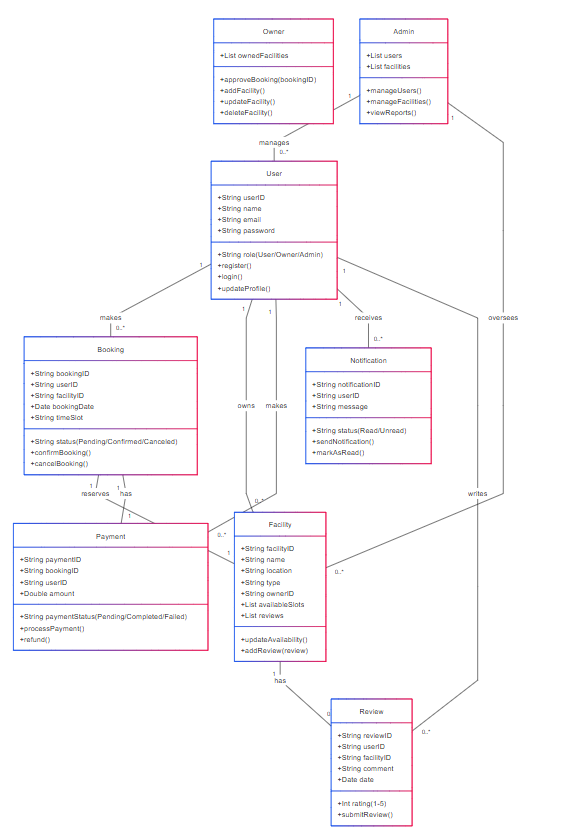 Owner
+List ownedFacilities
+approveBooking(bookingID)
+addFacility()
+updateFacility()
+deleteFacility()
Admin
+List users
+List facilities
+manageUsers()
+manageFacilities()
+viewReports()
1
1
manages
0..*
User
+String userID
+String name
+String email
+String password
+String role(User/Owner/Admin)
+register()
+login()
+updateProfile()
1
1
1
1
1
makes
0..*
receives
0..*
oversees
Booking
+String bookingID
+String userID
+String facilityID
+Date bookingDate
+String timeSlot
+String status(Pending/Confirmed/Canceled)
+confirmBooking()
+cancelBooking()
Notification
+String notificationID
+String userID
+String message
+String status(Read/Unread)
+sendNotification()
+markAsRead()
owns
makes
1
1
reserves
has
writes
0..*
1
Payment
+String paymentID
+String bookingID
+String userID
+Double amount
+String paymentStatus(Pending/Completed/Failed)
+processPayment()
+refund()
0..*
1
Facility
+String facilityID
+String name
+String location
+String type
+String ownerID
+List availableSlots
+List reviews
+updateAvailability()
+addReview(review)
0..*
1
has
0..*
Review
+String reviewID
+String userID
+String facilityID
+String comment
+Date date
+Int rating(1-5)
+submitReview()